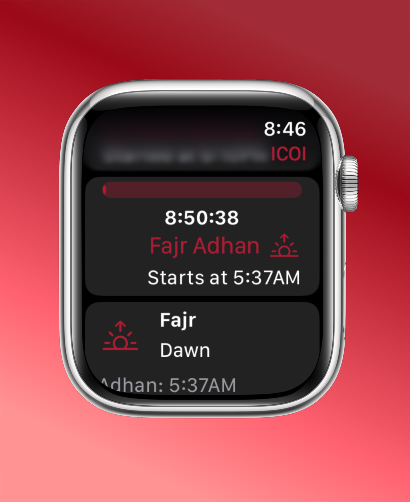 8:46
ICOI
8:50:38
Fajr Adhan
Starts at 5:37AM
Fajr
Dawn
Adhan: 5:37AM